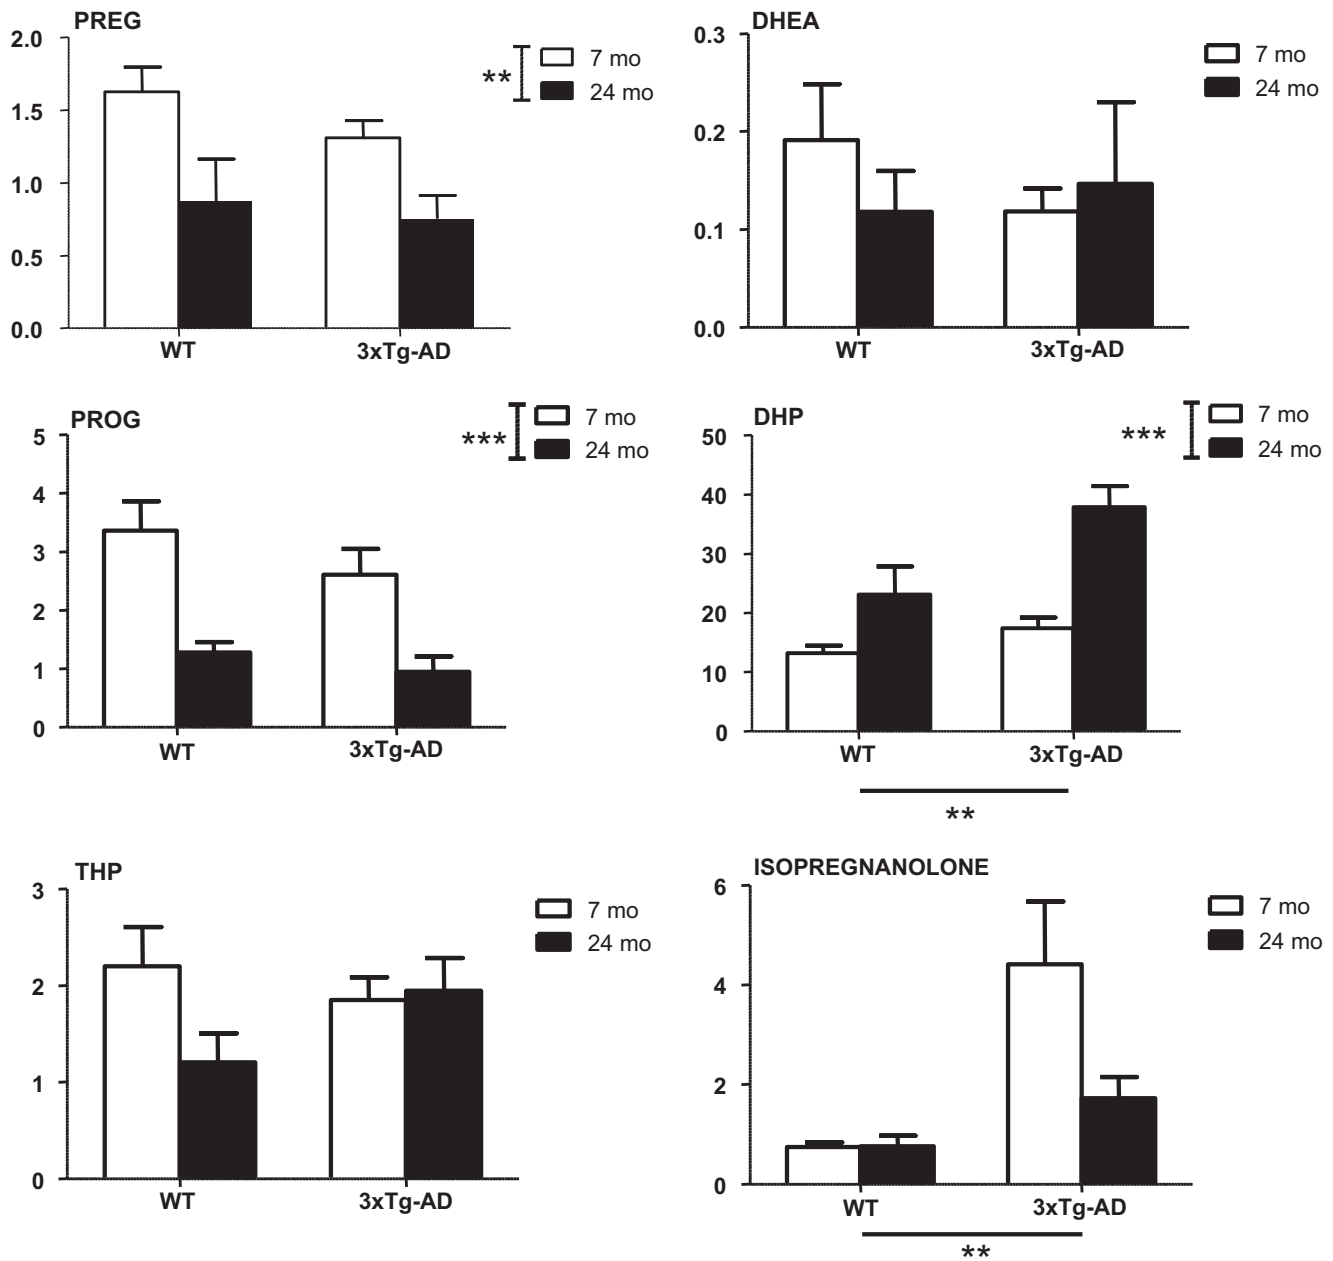 PREG
2.0
1.5
1.0
0.5
0.0
**
7 mo
24 mo
WT
3xTg-AD
DHEA
0.3
0.2
0.1
0.0
7 mo
24 mo
WT
3xTg-AD
PROG
5
4
3
2
1
0
***
7 mo
24 mo
WT
3xTg-AD
DHP
50
40
30
20
10
0
***
7 mo
24 mo
WT
3xTg-AD
**
THP
3
2
1
0
7 mo
24 mo
WT
3xTg-AD
ISOPREGNANOLONE
6
4
2
0
7 mo
24 mo
WT
3xTg-AD
**